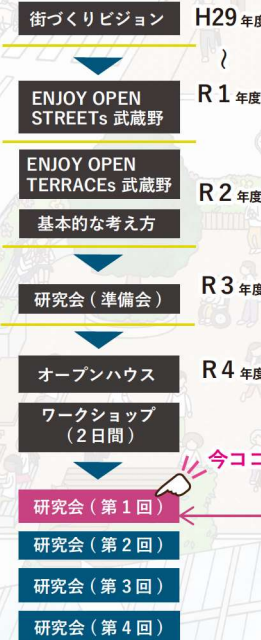 街づくりビジョン
H29年度
〜
ENJOY OPEN
STREETs 武蔵野
R1年度
ENJOY OPEN
TERRACEs 武蔵野
R2年度
基本的な考え方
研究会(準備会)
R3年度
オープンハウス
R4年度
ワークショップ
(2日間)
今ココ
研究会(第1回)
研究会(第2回)
研究会(第3回)
研究会(第4回)